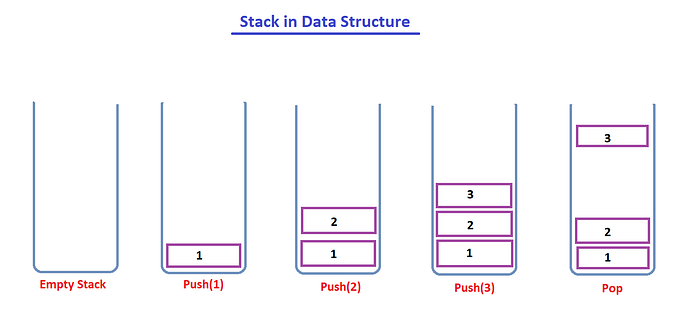 Stack in Data Structure
1
2
1
3
2
1
3
2
1
Empty Stack
Push(1)
Push(2)
Push(3)
Pop